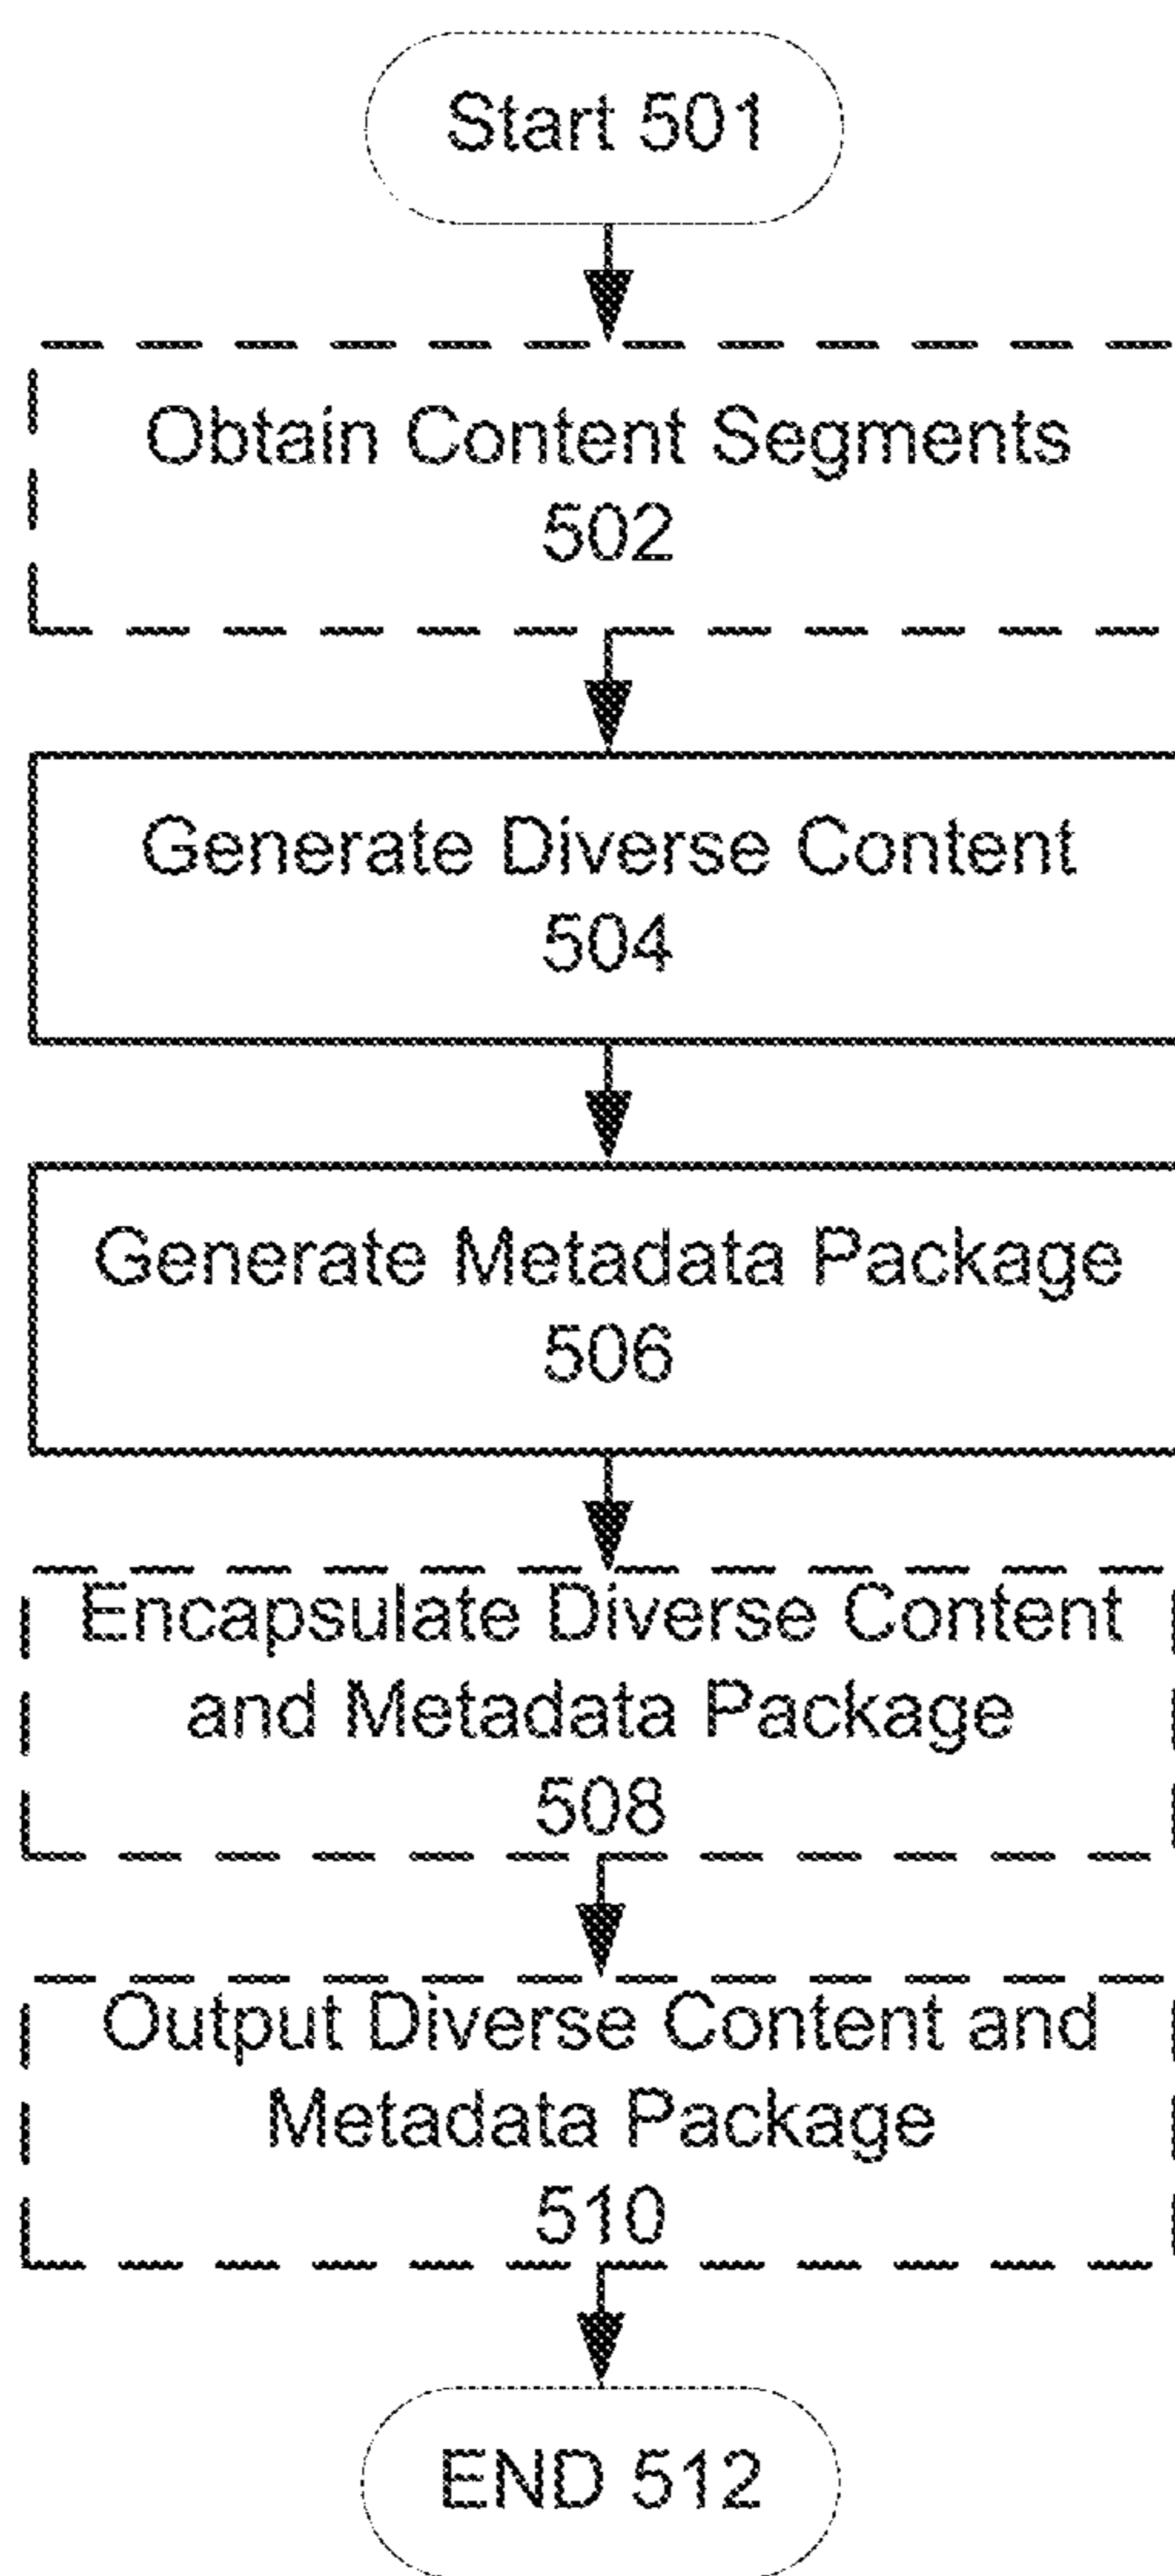 Start 501
Obtain Content Segments
502
Generate Diverse Content
504
Generate Metadata Package
506
Encapsulate Diverse Content
and Metadata Package
508
Output Diverse Content and
Metadata Package
510
END 512